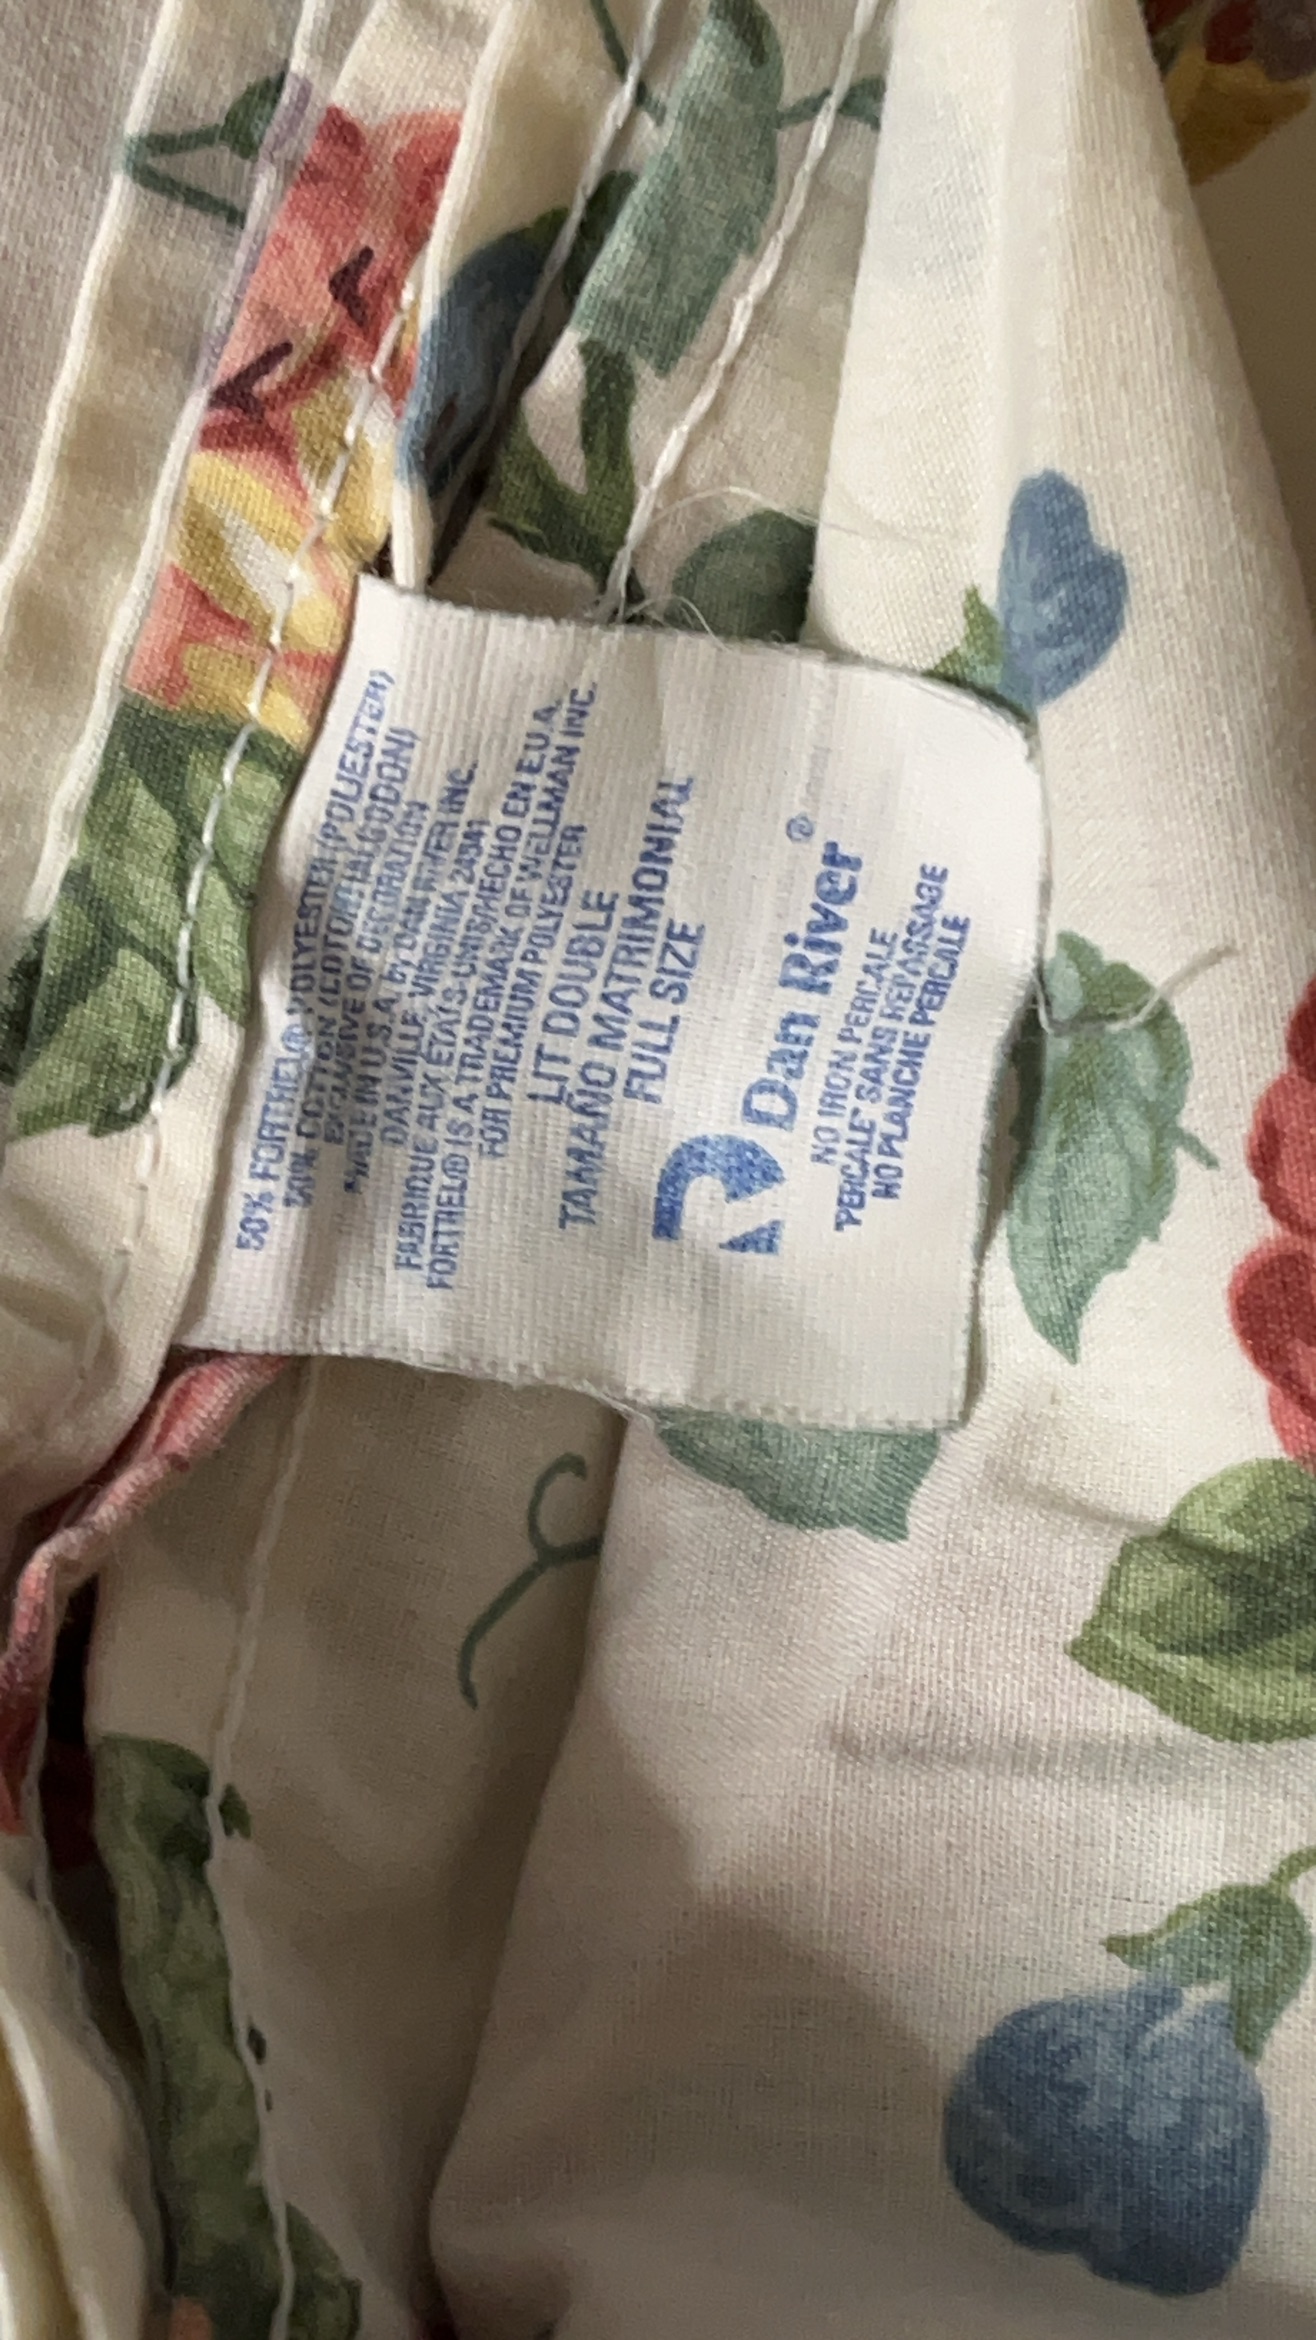 50% FORTREL® POLYESTER (POLIESTER)
50% COTTON (COTON) (ALGODON)
EXCLUSIVE OF DECORATION
MADE IN U.S.A. by DAN RIVER INC.
DANVILLE, VIRGINIA 24541
FABRIQUE AUX ÉTATS-UNIS/HECHO EN E.U.A.
FORTREL® IS A TRADEMARK OF WELLMAN INC.
FOR PREMIUM POLYESTER
LIT DOUBLE
TAMAÑO MATRIMONIAL
FULL SIZE
Dan River®
NO IRON PERCALE
PERCALE SANS REPASSAGE
NO PLANCHE PERCALE